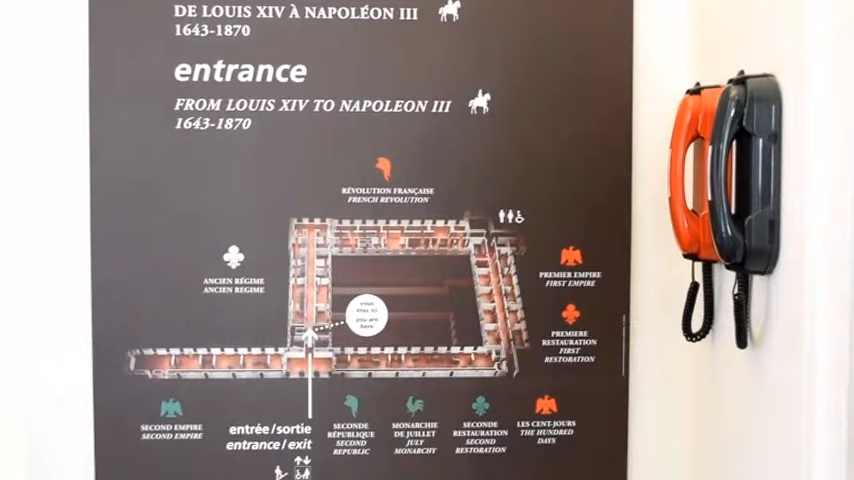 DE LOUIS XIV À NAPOLÉON III
1643-1870
entrance
FROM LOUIS XIV TO NAPOLEON III
1643-1870
RÉVOLUTION FRANÇAISE
FRENCH REVOLUTION
ANCIEN RÉGIME
ANCIEN REGIME
PREMIER EMPIRE
FIRST EMPIRE
vous
êtes ici
you are
here
PREMIERE
RESTAURATION
FIRST
RESTORATION
SECOND EMPIRE
SECOND EMPIRE
entrée/sortie
entrance/exit
SECONDE
RÉPUBLIQUE
SECOND
REPUBLIC
MONARCHIE
DE JUILLET
JULY
MONARCHY
SECONDE
RESTAURATION
SECOND
RESTORATION
LES CENT-JOURS
THE HUNDRED
DAYS